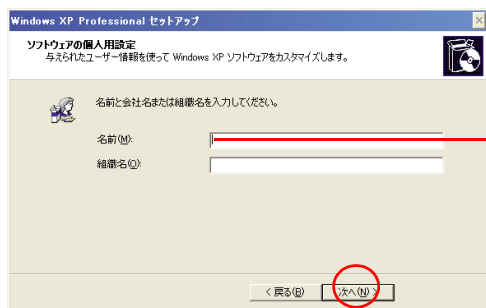 Windows XP Professional セットアップ
ソフトウェアの個人用設定
与えられたユーザー情報を使って Windows XP ソフトウェアをカスタマイズします。
名前と会社名または組織名を入力してください。
名前(M):
組織名(O):
< 戻る(B)
次へ(N) >